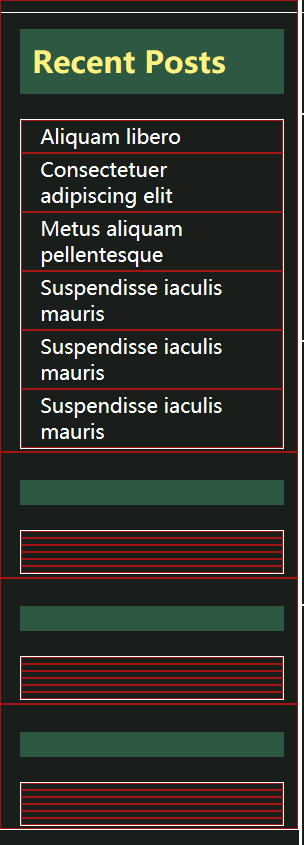 Recent Posts
Aliquam libero
Consectetuer
adipiscing elit
Metus aliquam
pellentesque
Suspendisse iaculis
mauris
Suspendisse iaculis
mauris
Suspendisse iaculis
mauris